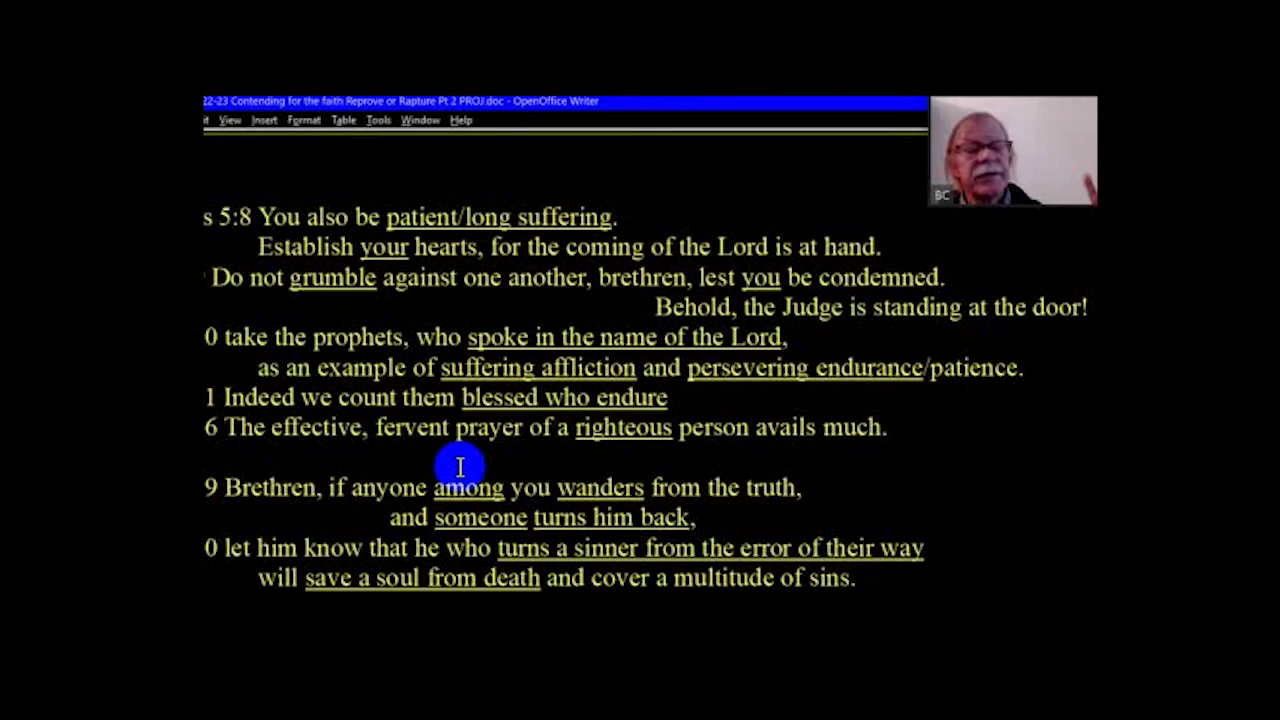 22-23 Contending for the faith Reprove or Rapture Pt 2 PROJ.doc - OpenOffice Writer
it View Insert Format Table Tools Window Help
BC
s 5:8 You also be patient/long suffering.
Establish your hearts, for the coming of the Lord is at hand.
Do not grumble against one another, brethren, lest you be condemned.
Behold, the Judge is standing at the door!
0 take the prophets, who spoke in the name of the Lord,
as an example of suffering affliction and persevering endurance/patience.
1 Indeed we count them blessed who endure
6 The effective, fervent prayer of a righteous person avails much.
9 Brethren, if anyone among you wanders from the truth,
and someone turns him back,
0 let him know that he who turns a sinner from the error of their way
will save a soul from death and cover a multitude of sins.